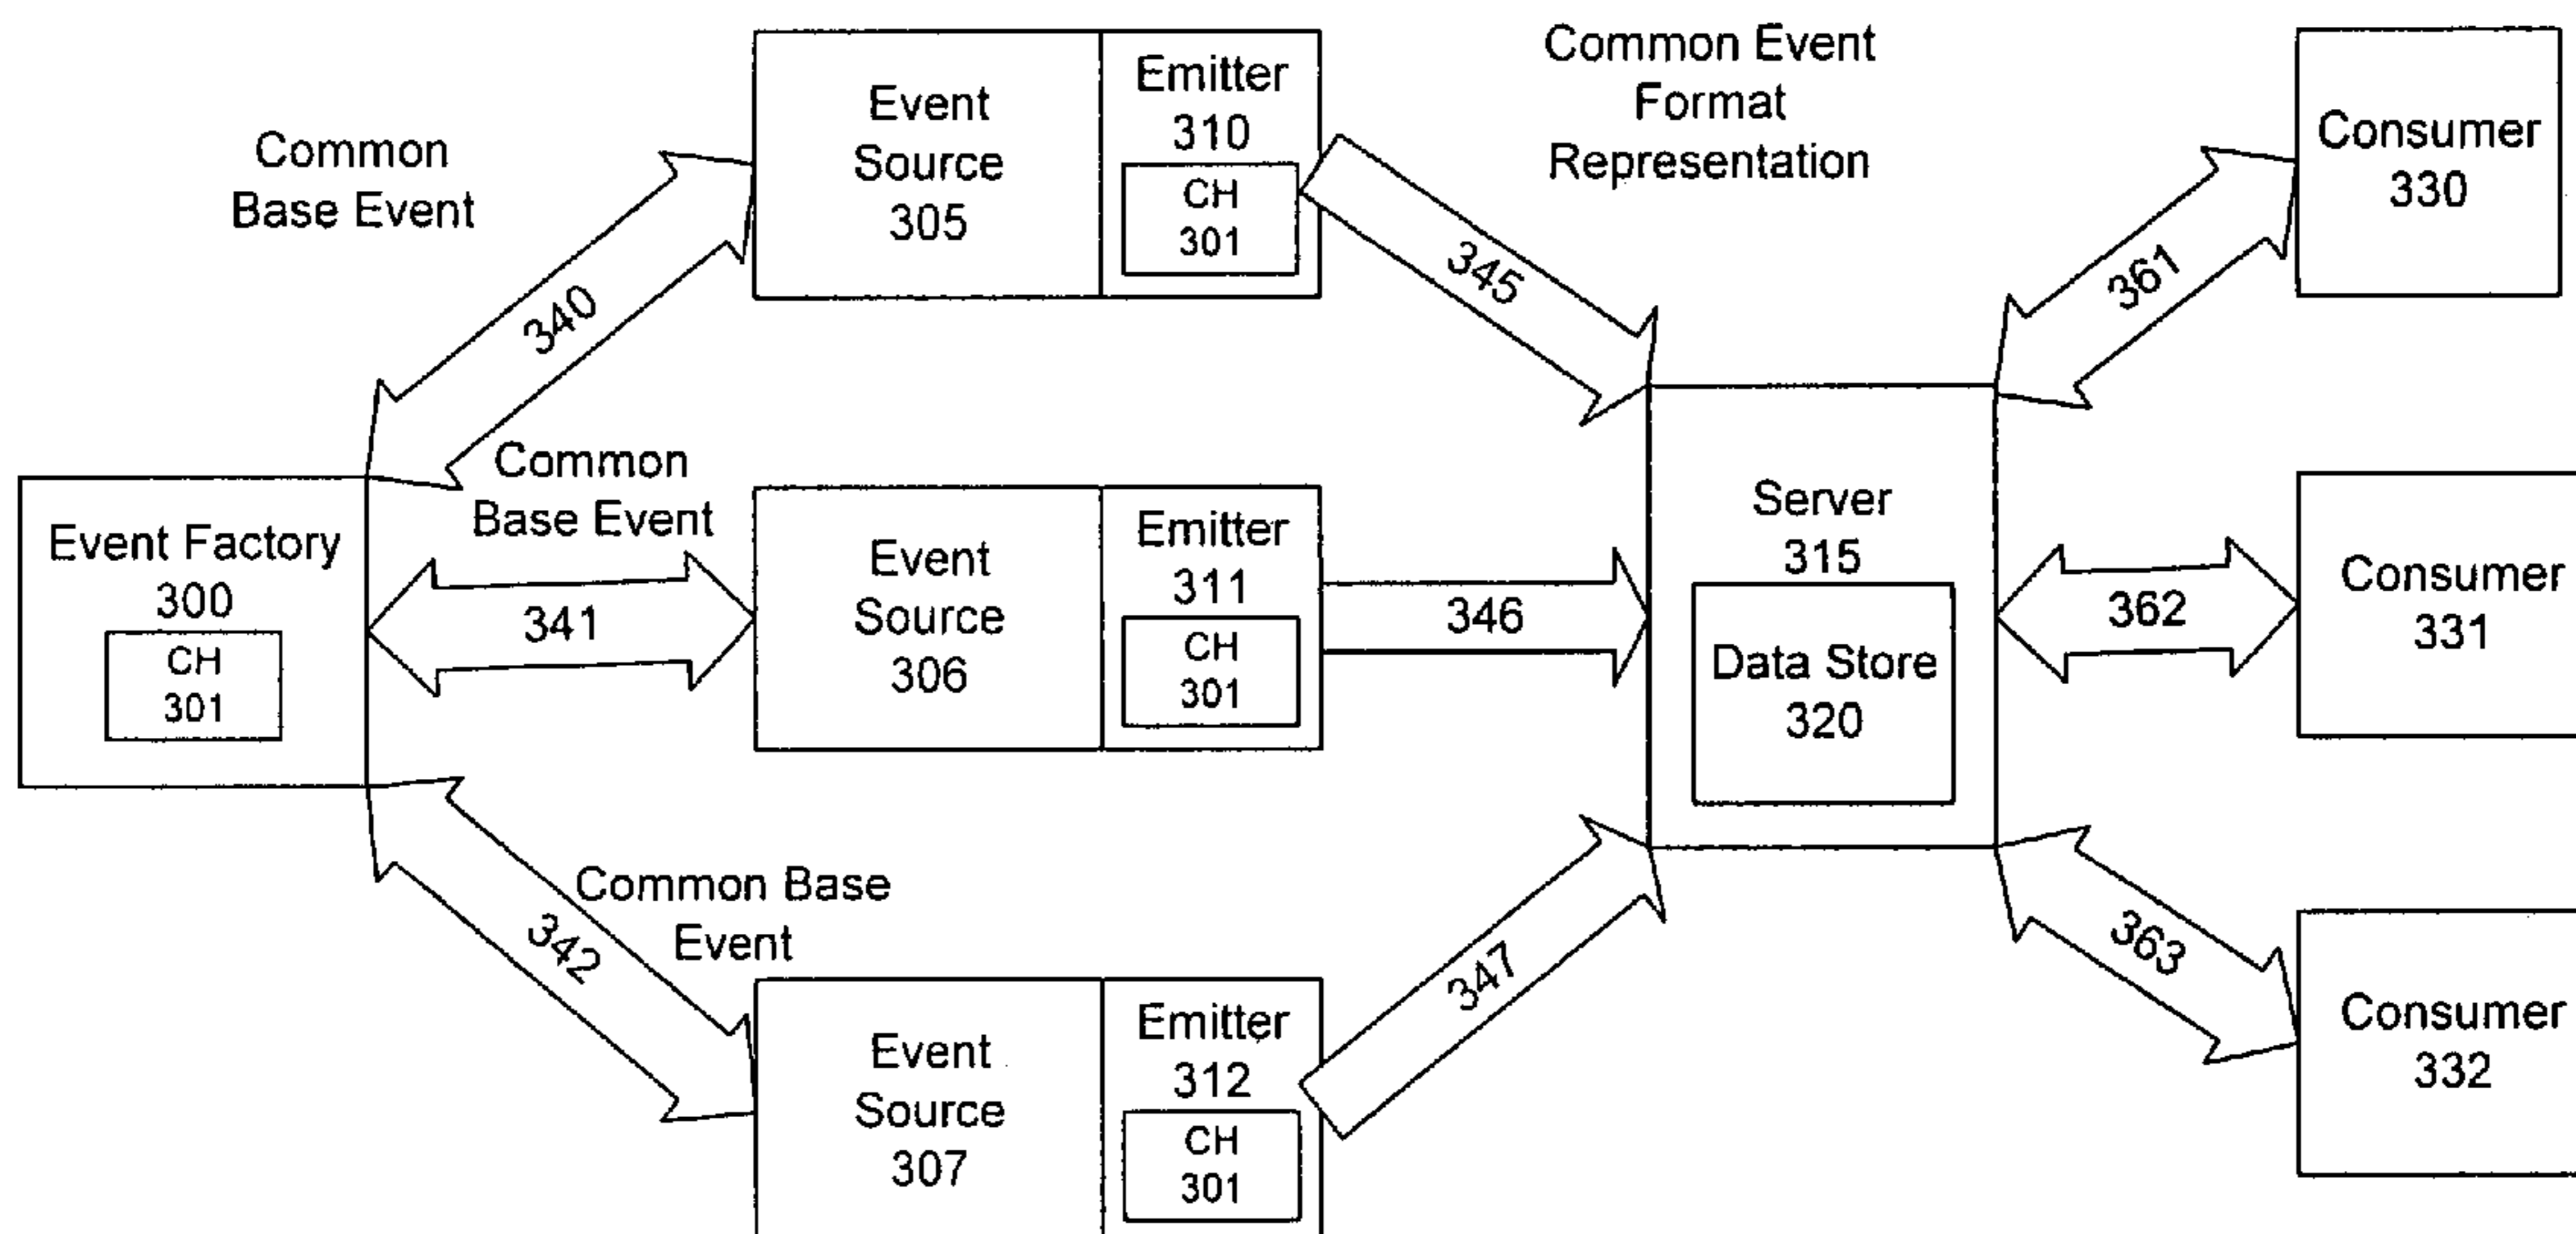 Common
Base Event
Event
Source
305
Emitter
310
CH
301
Common Event
Format
Representation
Consumer
330
340
345
361
Event Factory
300
CH
301
Common
Base Event
341
Event
Source
306
Emitter
311
CH
301
346
Server
315
Data Store
320
362
Consumer
331
342
Common Base
Event
Event
Source
307
Emitter
312
CH
301
347
363
Consumer
332